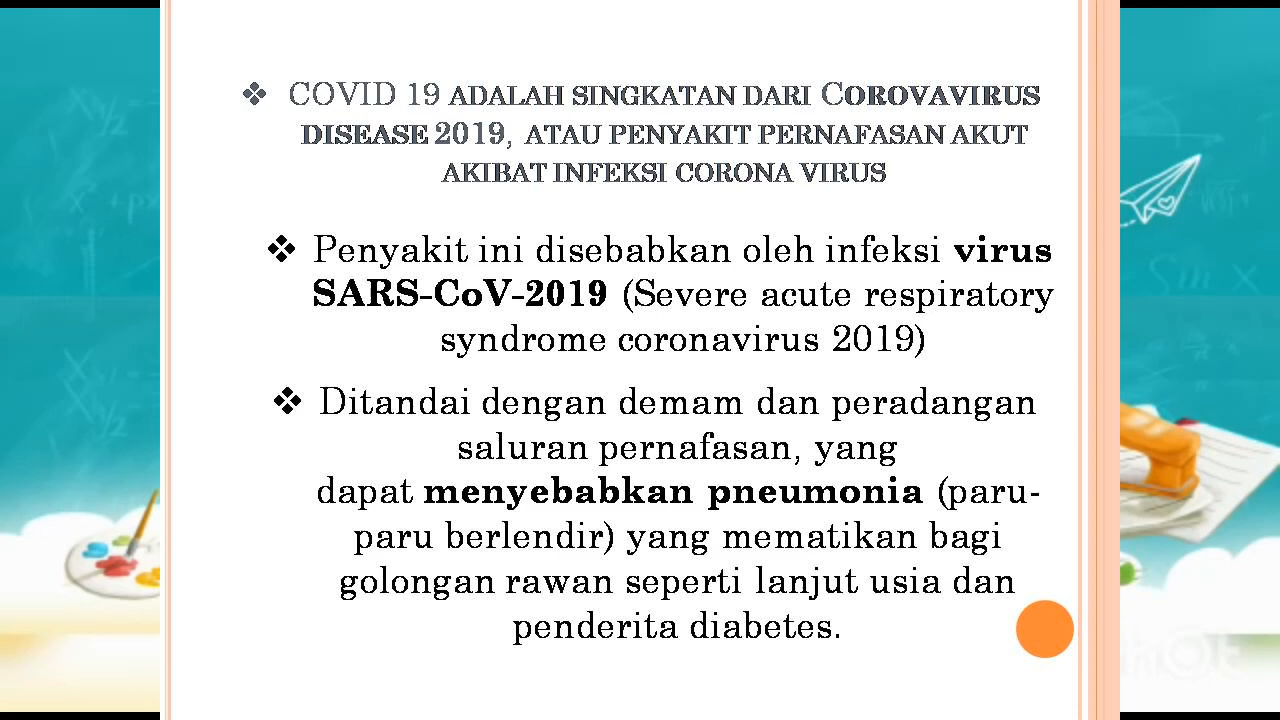 ❖ COVID 19 ADALAH SINGKATAN DARI COROVAVIRUS
DISEASE 2019, ATAU PENYAKIT PERNAFASAN AKUT
AKIBAT INFEKSI CORONA VIRUS
❖ Penyakit ini disebabkan oleh infeksi virus
SARS-CoV-2019 (Severe acute respiratory
syndrome coronavirus 2019)
❖ Ditandai dengan demam dan peradangan
saluran pernafasan, yang
dapat menyebabkan pneumonia (paru-
paru berlendir) yang mematikan bagi
golongan rawan seperti lanjut usia dan
penderita diabetes.